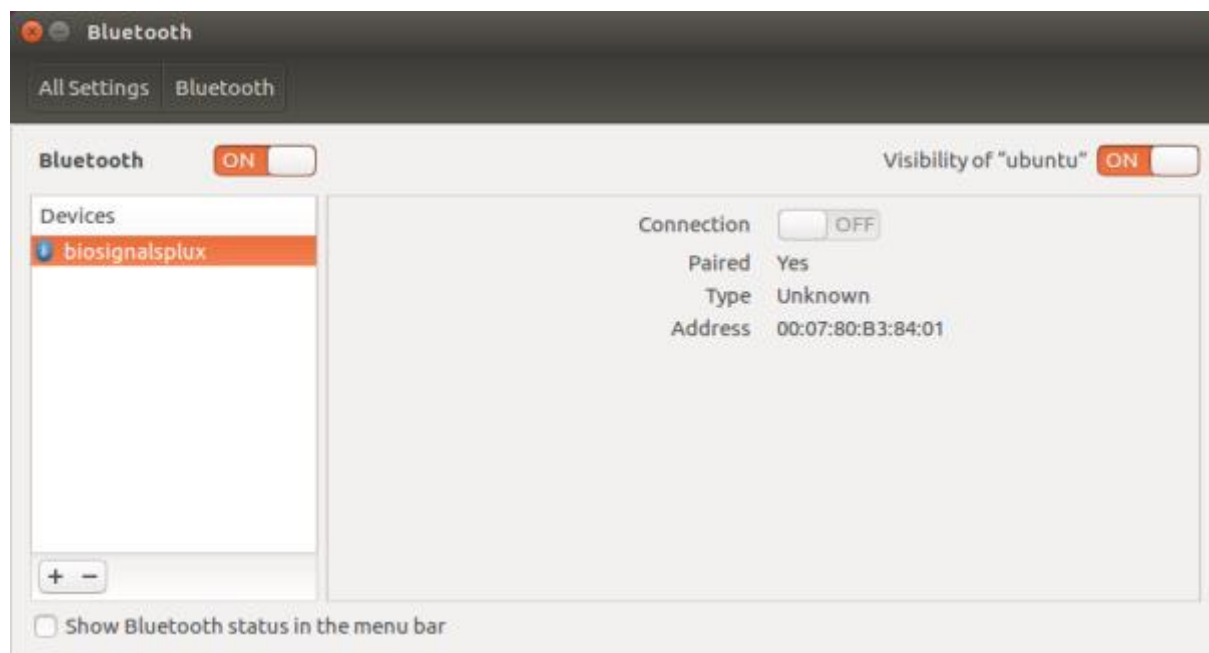 Bluetooth
All Settings Bluetooth
Bluetooth ON
Visibility of "ubuntu" ON
Devices
biosignalsplux
Connection OFF
Paired Yes
Type Unknown
Address 00:07:80:B3:84:01
+ -
Show Bluetooth status in the menu bar